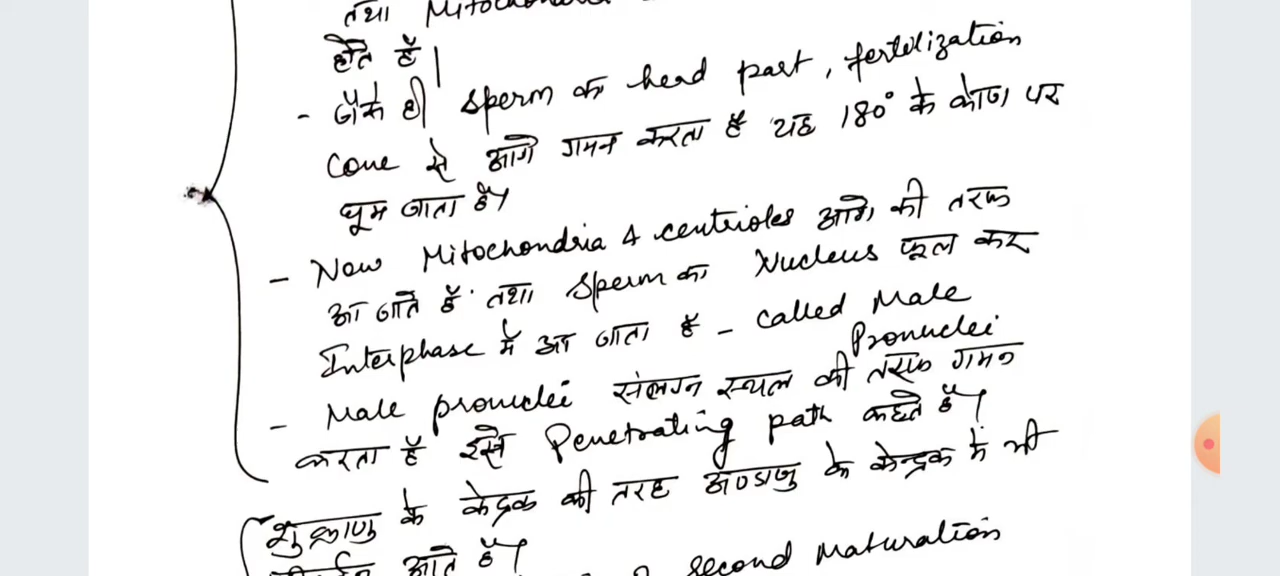 तथा Mitochondria
होते हैं।
- जैसे ही sperm का head part, fertilization
cone से आगे गमन करता है यह 180° के कोण पर
घूम जाता है।
- Now Mitochondria & centrioles आगे की तरफ
आ जाते हैं तथा sperm का Nucleus फूल कर
Interphase में आ जाता है - called Male
Pronuclei
- Male pronuclei संलग्न स्थल की तरफ गमन
करता है इसे Penetrating path कहते हैं।
शुक्राणु के केंद्रक की तरह अण्डाणु के केन्द्रक में भी
आते हैं।
second maturation